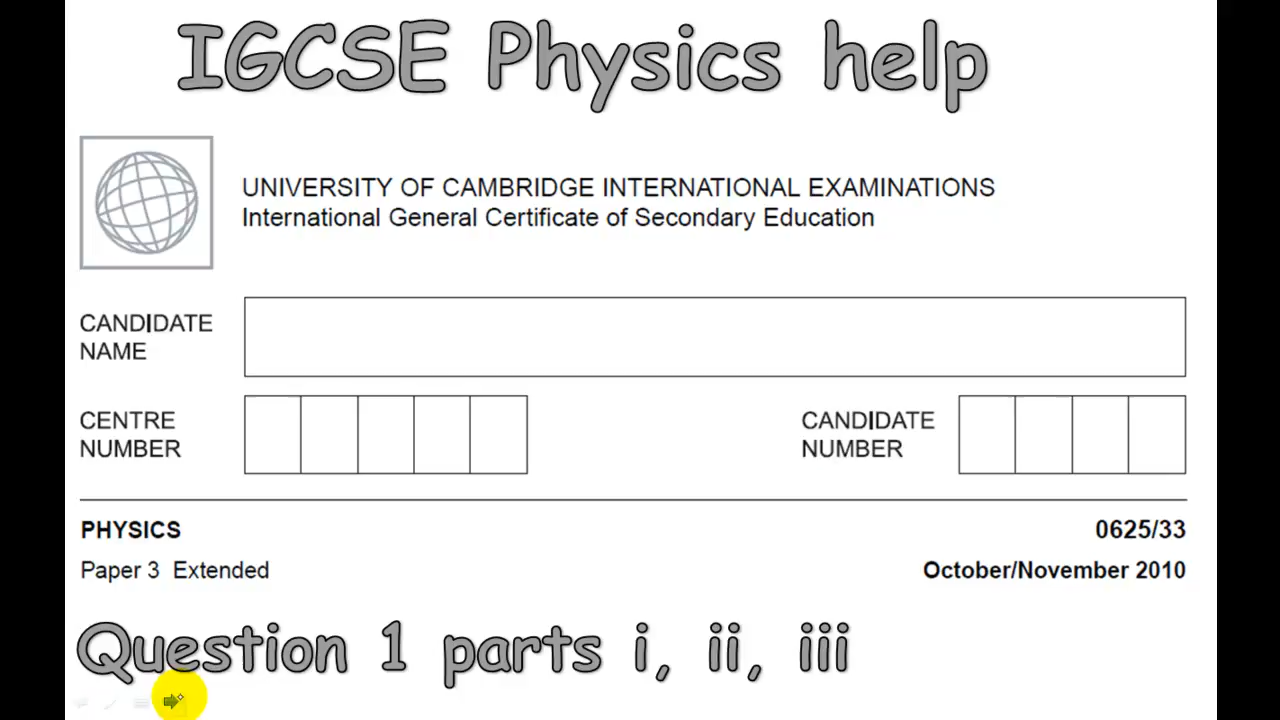 IGCSE Physics help
UNIVERSITY OF CAMBRIDGE INTERNATIONAL EXAMINATIONS
International General Certificate of Secondary Education
CANDIDATE
NAME
CENTRE
NUMBER
CANDIDATE
NUMBER
PHYSICS
0625/33
Paper 3 Extended
October/November 2010
Question 1 parts i, ii, iii